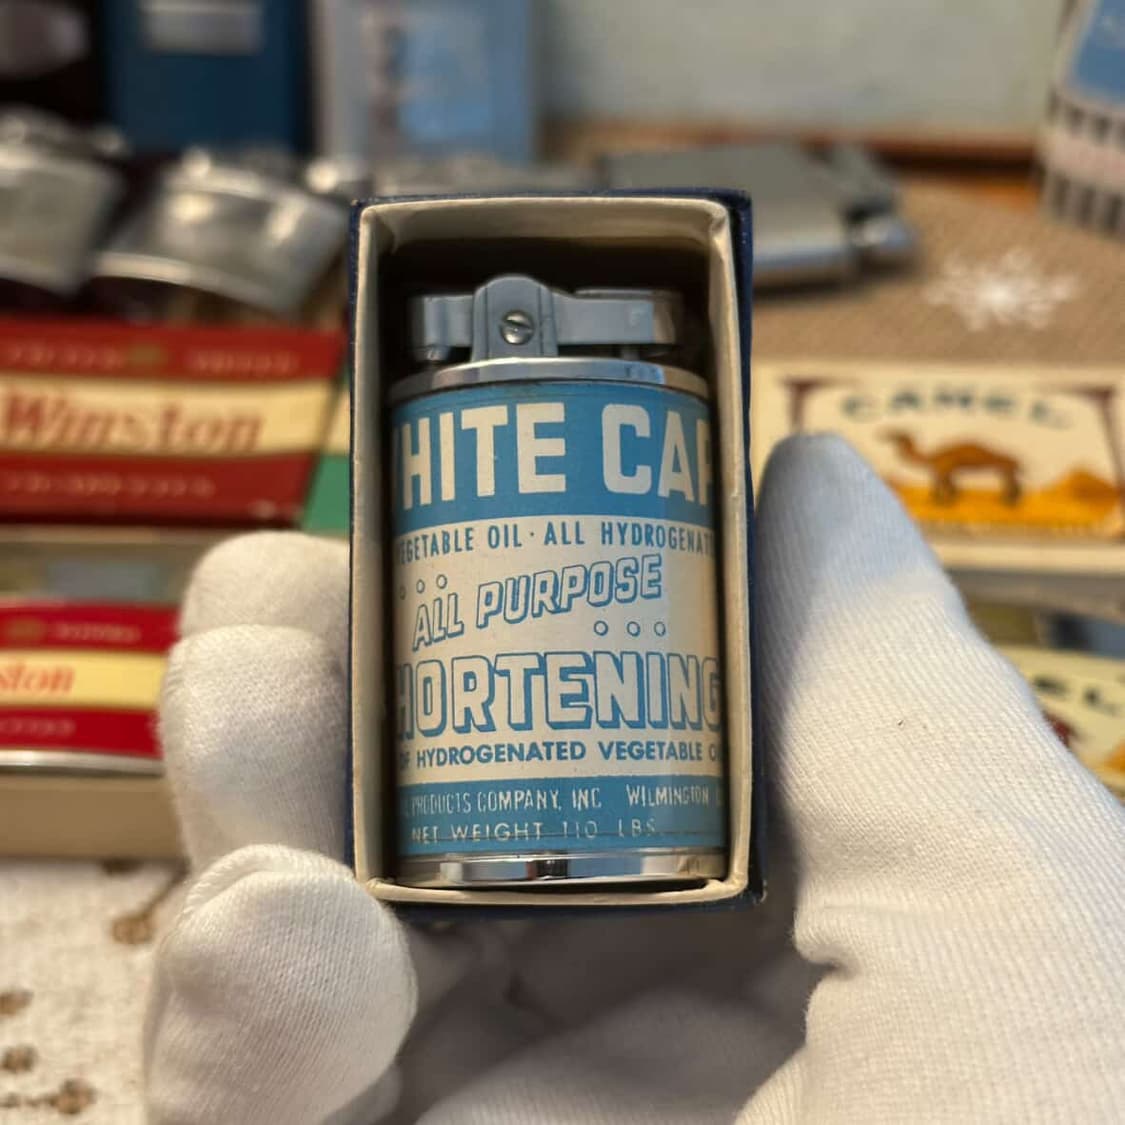 HITE CAP
EGETABLE OIL · ALL HYDROGENAT
ALL PURPOSE
HORTENING
OF HYDROGENATED VEGETABLE O
PRODUCTS COMPANY, INC WILMINGTON
NET WEIGHT 110 LBS.
Winston
CAMEL
ston
EL